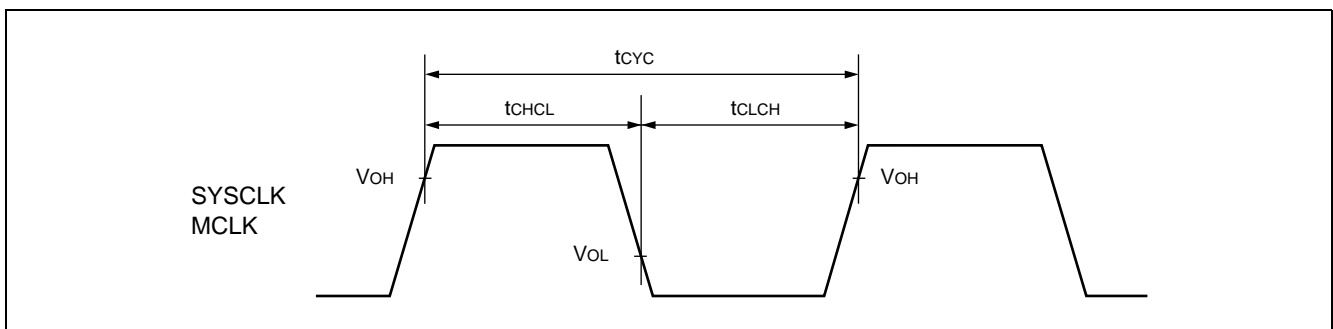 tCYC
tCHCL
tCLCH
VOH
VOH
SYSCLK
MCLK
VOL